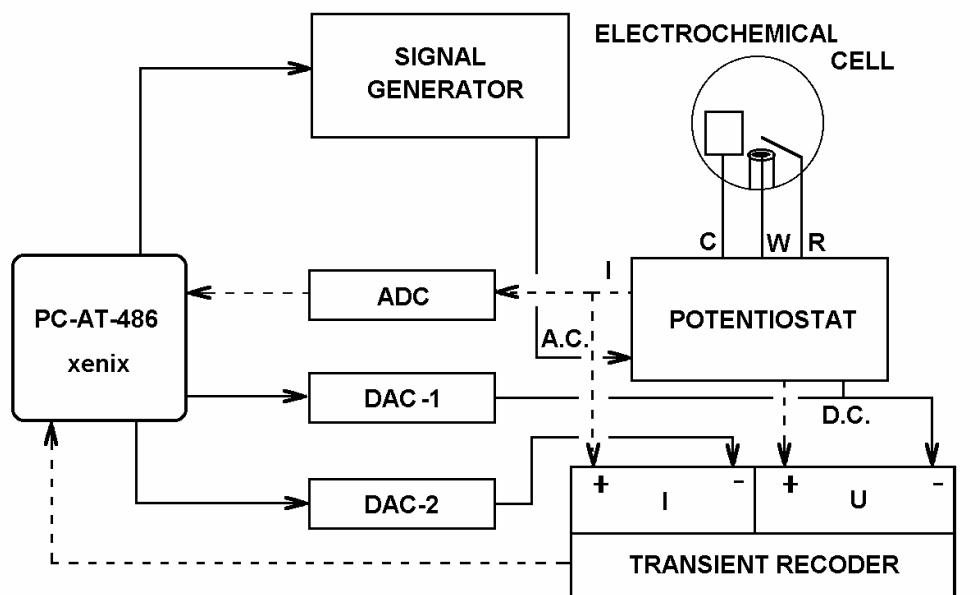 SIGNAL
GENERATOR
ELECTROCHEMICAL
CELL
C W R
PC-AT-486
xenix
ADC
I
POTENTIOSTAT
A.C.
DAC-1
D.C.
DAC-2
+ - + -
I U
TRANSIENT RECODER